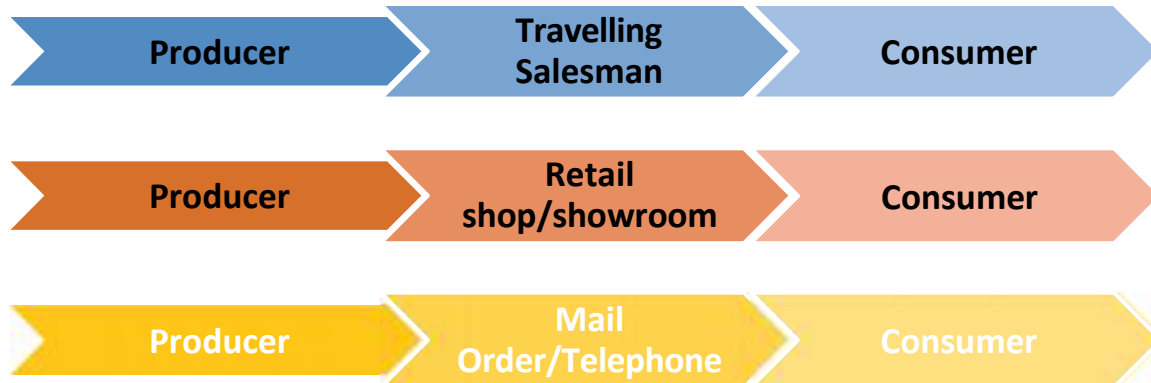 Producer
Travelling
Salesman
Consumer
Producer
Retail
shop/showroom
Consumer
Producer
Mail
Order/Telephone
Consumer